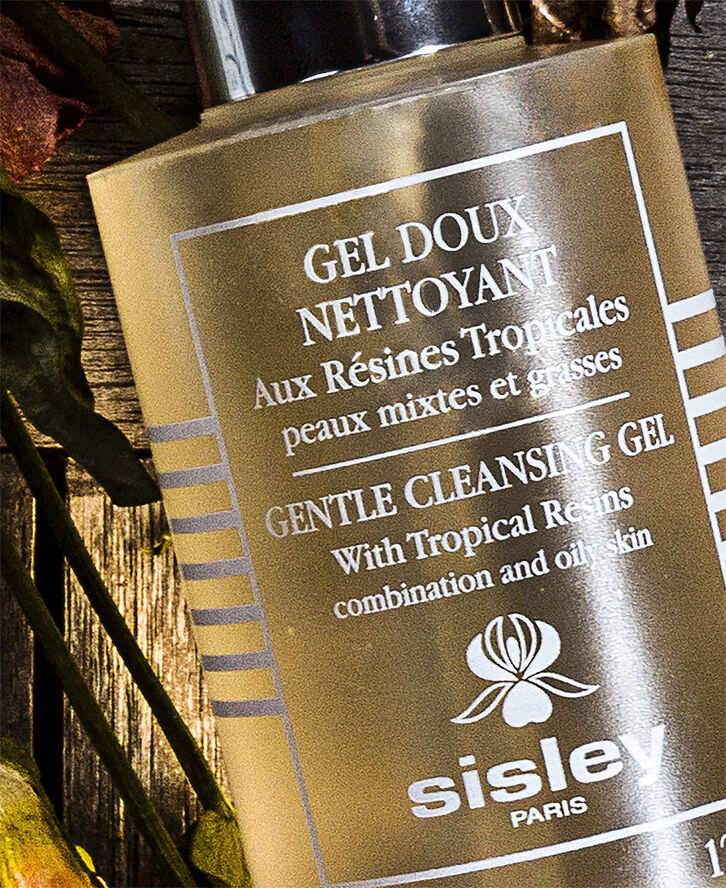 GEL DOUX
NETTOYANT
Aux Résines Tropicales
peaux mixtes et grasses
GENTLE CLEANSING GEL
With Tropical Resins
combination and oily skin
sisley
PARIS